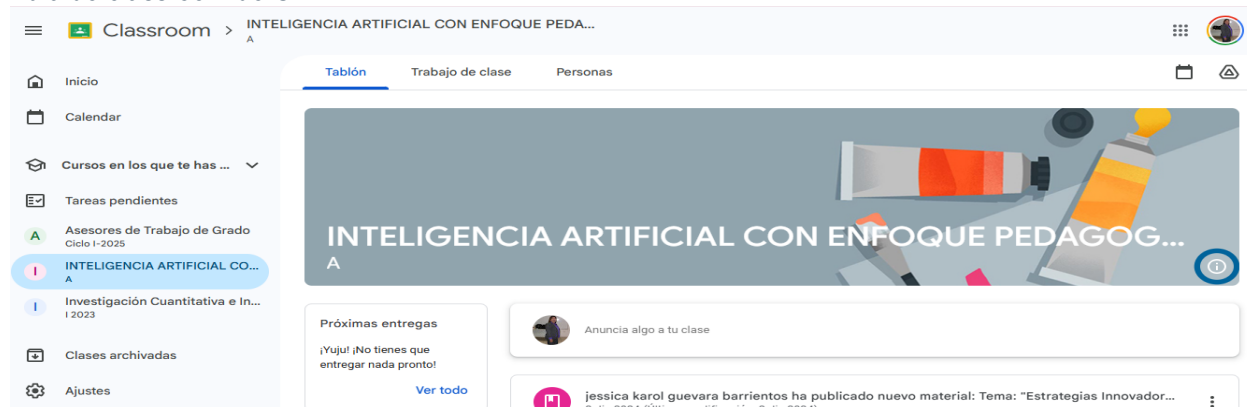 Classroom > INTELIGENCIA ARTIFICIAL CON ENFOQUE PEDA...
A
Tablón Trabajo de clase Personas
Inicio
Calendar
Cursos en los que te has ...
Tareas pendientes
A Asesores de Trabajo de Grado
Ciclo I-2025
I INTELIGENCIA ARTIFICIAL CO...
A
I Investigación Cuantitativa e In...
I 2023
Clases archivadas
Ajustes
INTELIGENCIA ARTIFICIAL CON ENFOQUE PEDAGOG...
A
Próximas entregas
¡Yuju! ¡No tienes que
entregar nada pronto!
Ver todo
Anuncia algo a tu clase
jessica karol guevara barrientos ha publicado nuevo material: Tema: "Estrategias Innovador...